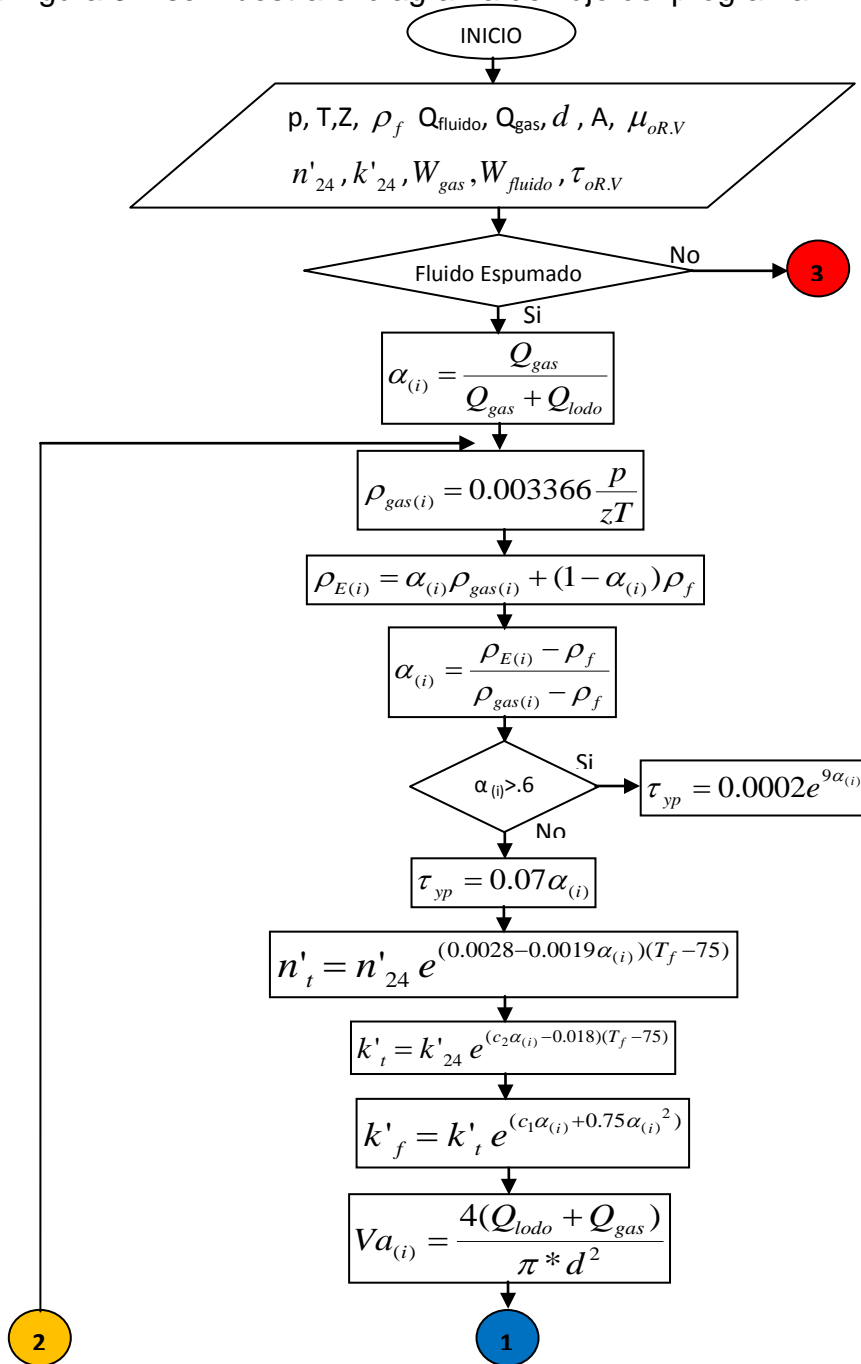 INICIO
p, T,Z, ρ_f Q_fluido, Q_gas, d , A, μ_oR.V
n'_24 , k'_24 , W_gas , W_fluido , τ_oR.V
Fluido Espumado
No
3
Si
α_(i) = Q_gas / (Q_gas + Q_lodo)
ρ_gas(i) = 0.003366 p / zT
ρ_E(i) = α_(i) ρ_gas(i) + (1 − α_(i)) ρ_f
α_(i) = (ρ_E(i) − ρ_f) / (ρ_gas(i) − ρ_f)
Si
α (i)>.6
τ_yp = 0.0002e^{9α_(i)}
No
τ_yp = 0.07α_(i)
n'_t = n'_24 e^{(0.0028−0.0019α_(i))(T_f −75)}
k'_t = k'_24 e^{(c_2 α_(i) −0.018)(T_f −75)}
k'_f = k'_t e^{(c_1 α_(i) +0.75α_(i)^2)}
Va_(i) = 4(Q_lodo + Q_gas) / π * d^2
2
1